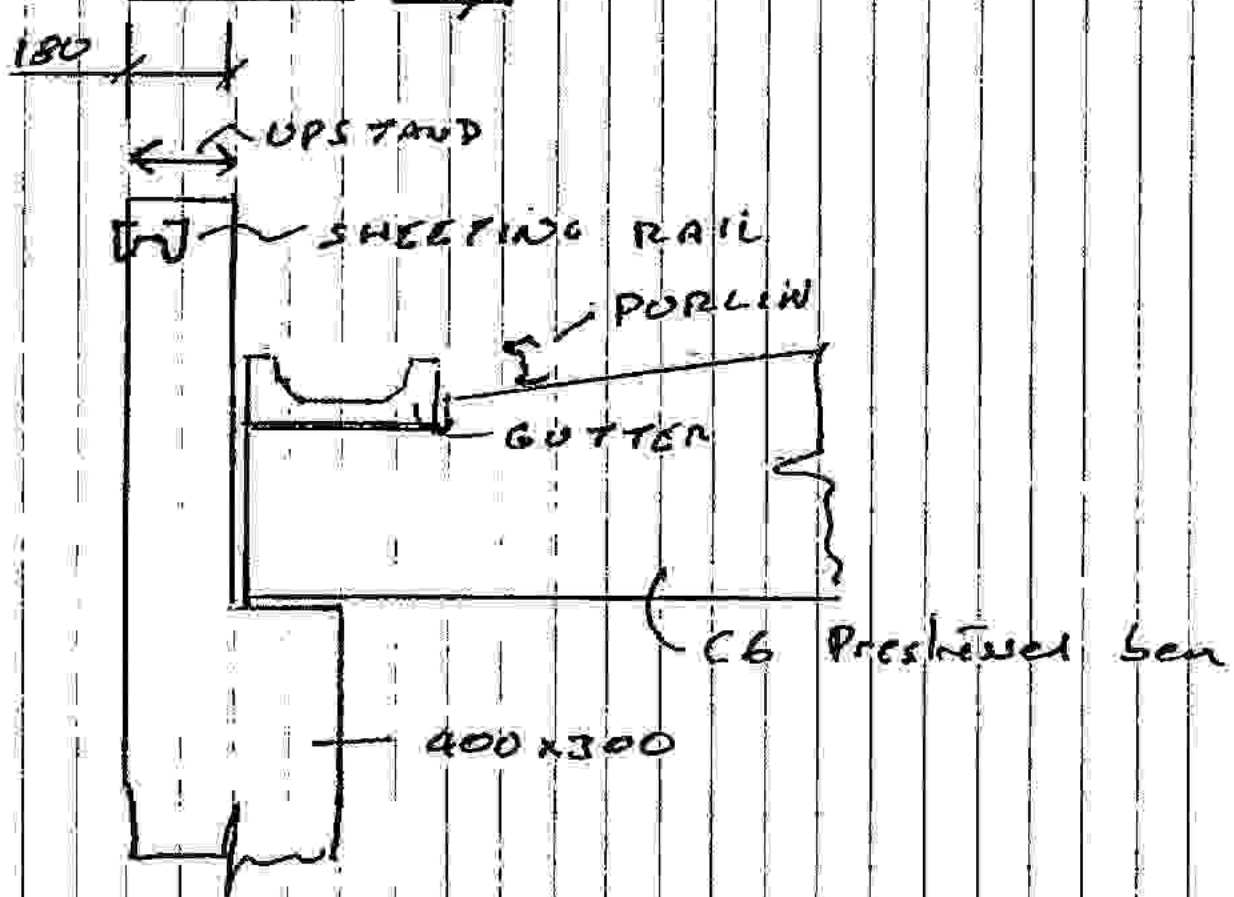 180
UPSTAND
SHEETING RAIL
PURLIN
GUTTER
C6 Prestressed beam
400 x 300